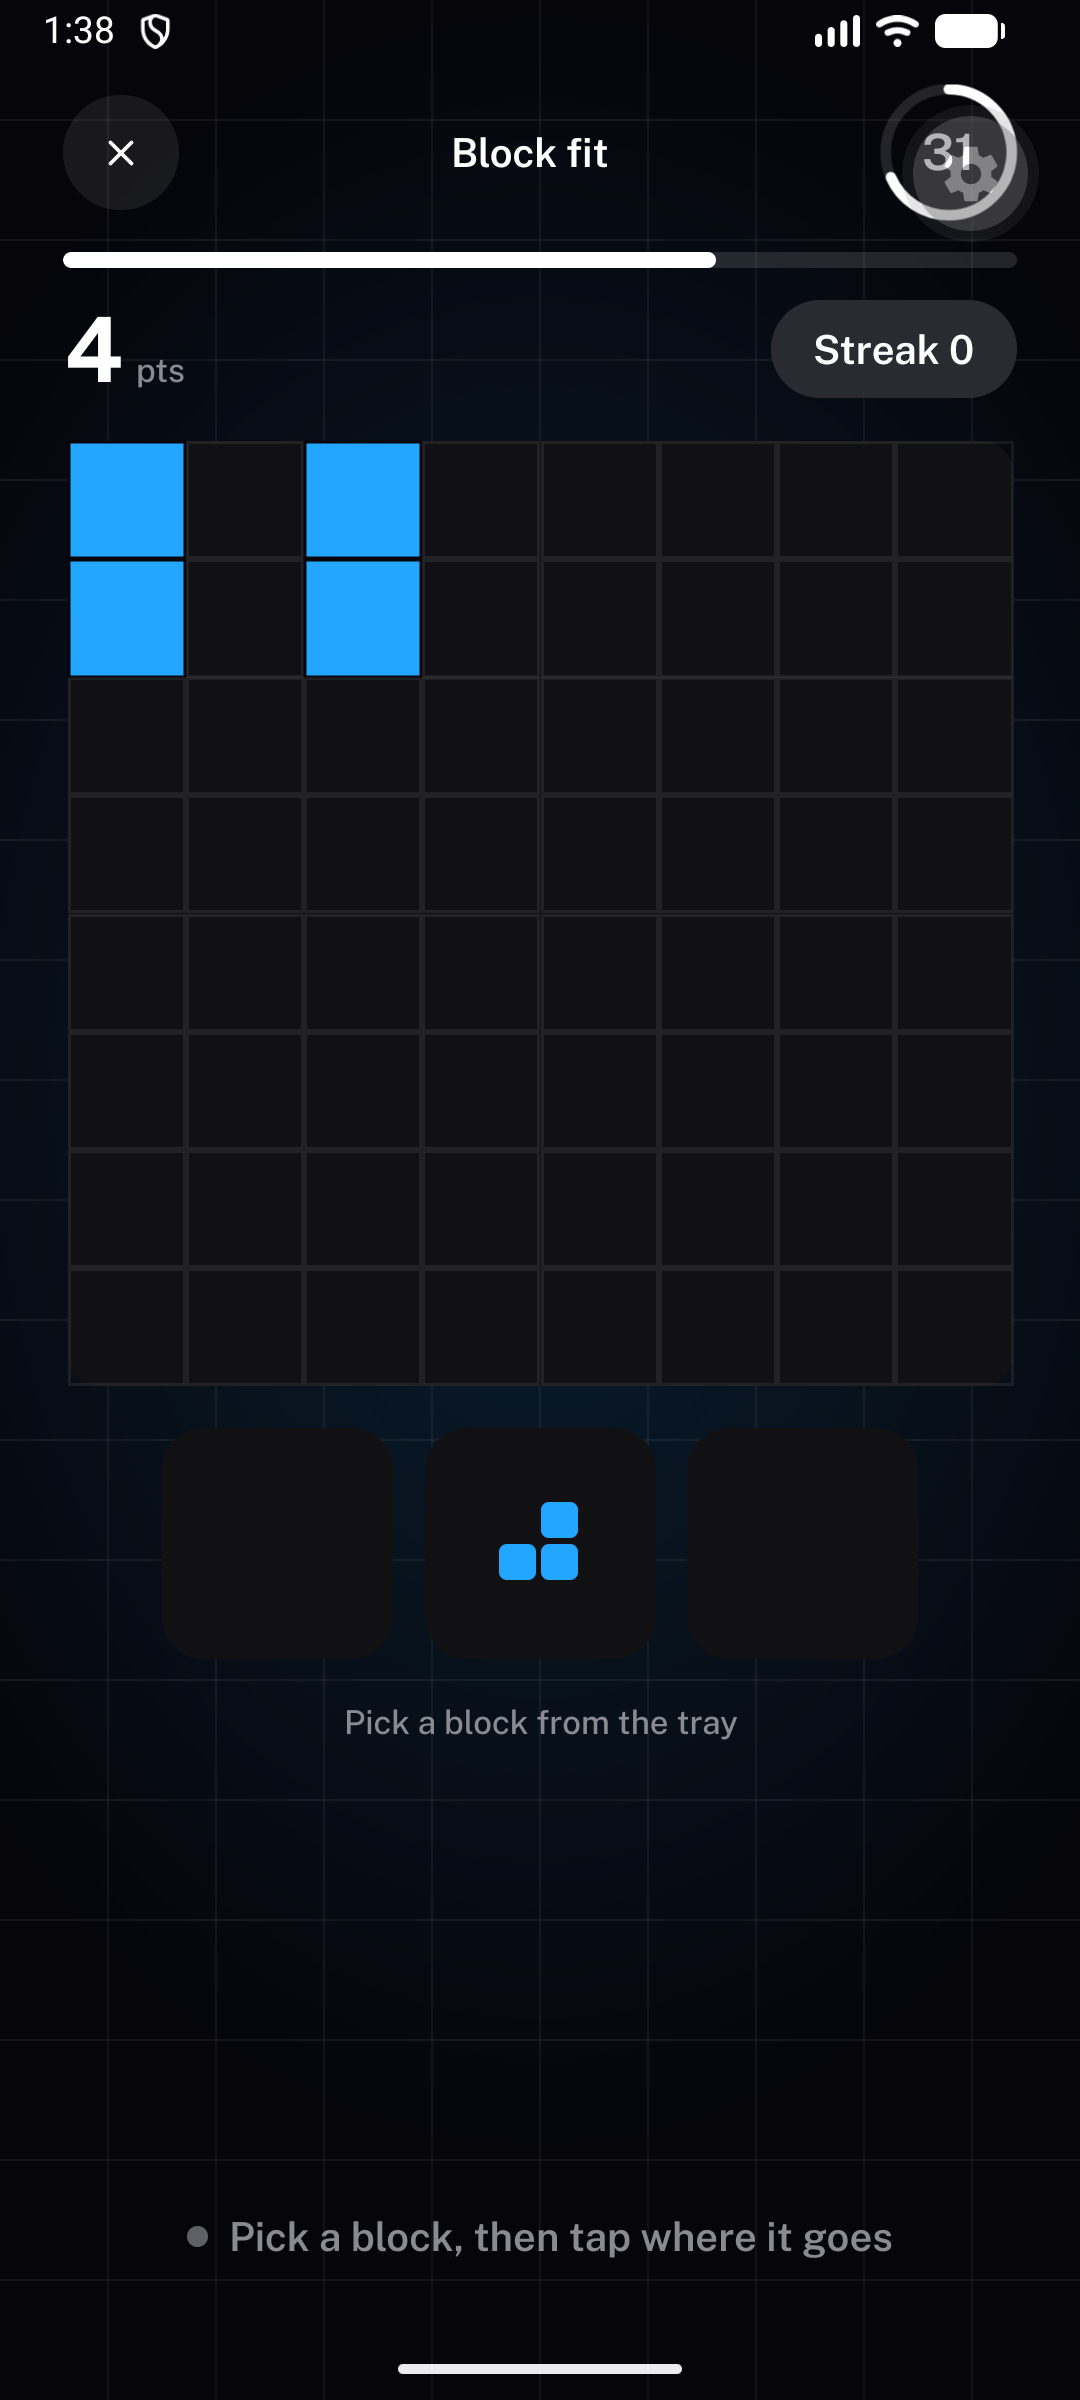 1:38
Block fit
31
4 pts
Streak 0
Pick a block from the tray
Pick a block, then tap where it goes